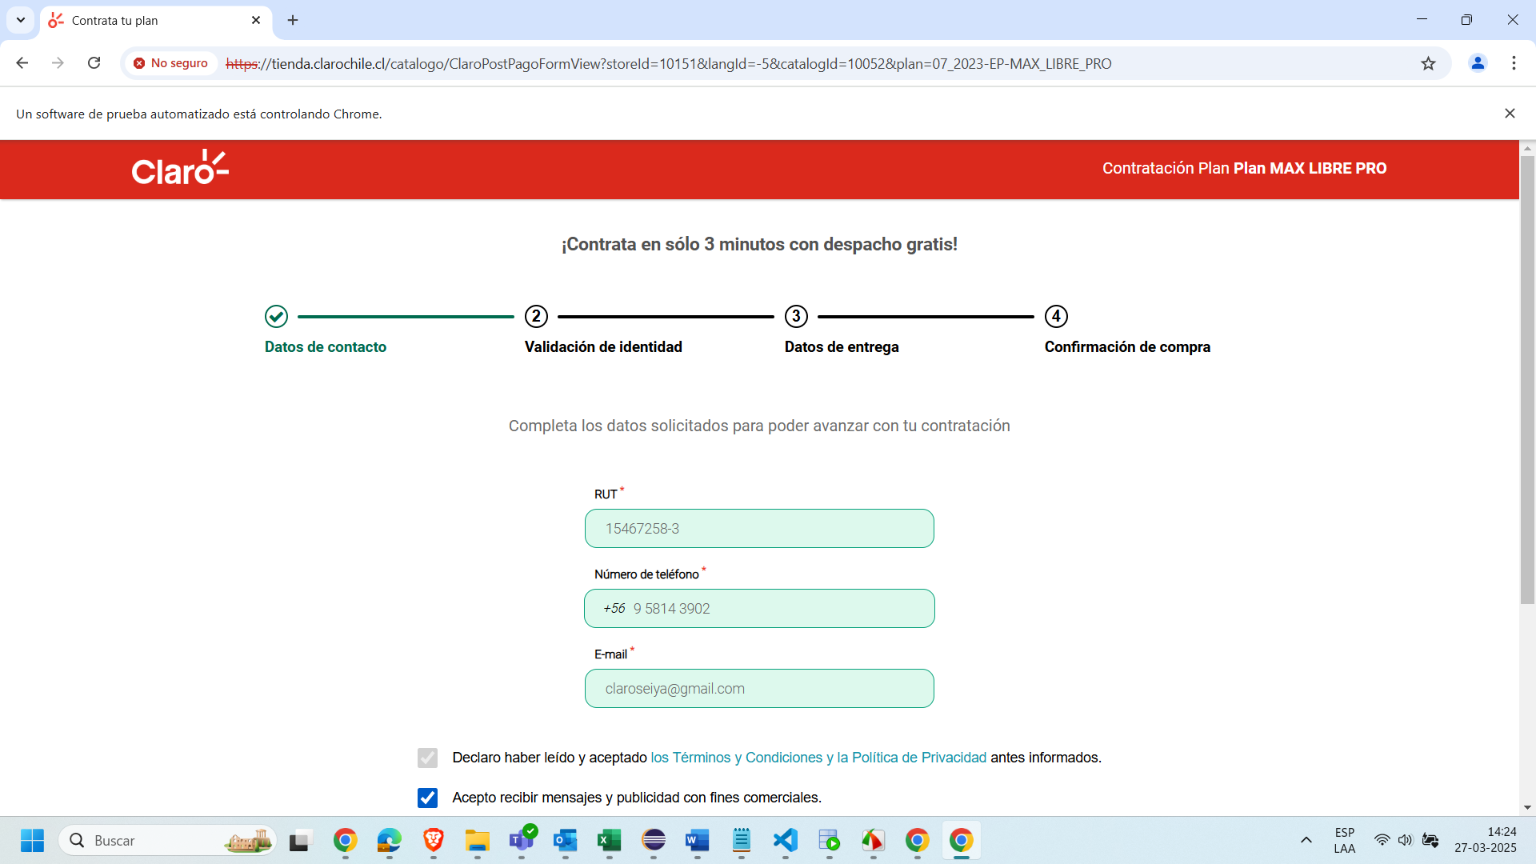 Contrata tu plan
No seguro
https://tienda.clarochile.cl/catalogo/ClaroPostPagoFormView?storeId=10151&langId=-5&catalogId=10052&plan=07_2023-EP-MAX_LIBRE_PRO
Un software de prueba automatizado está controlando Chrome.
Claro
Contratación Plan Plan MAX LIBRE PRO
¡Contrata en sólo 3 minutos con despacho gratis!
2
3
4
Datos de contacto
Validación de identidad
Datos de entrega
Confirmación de compra
Completa los datos solicitados para poder avanzar con tu contratación
RUT *
15467258-3
Número de teléfono *
+56 9 5814 3902
E-mail *
claroseiya@gmail.com
Declaro haber leído y aceptado los Términos y Condiciones y la Política de Privacidad antes informados.
Acepto recibir mensajes y publicidad con fines comerciales.
Buscar
ESP
LAA
14:24
27-03-2025